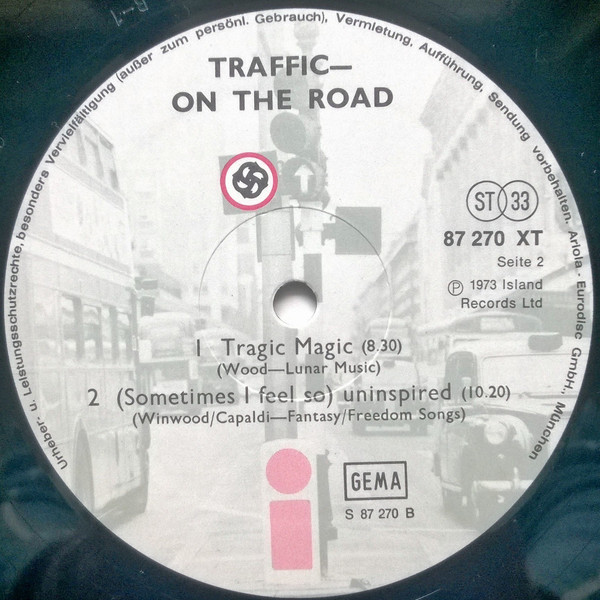 Urheber- u. Leistungsschutzrechte, besonders Vervielfältigung (außer zum persönl. Gebrauch), Vermietung, Aufführung, Sendung vorbehalten. Ariola - Eurodisc GmbH., München
TRAFFIC—
ON THE ROAD
ST 33
87 270 XT
Seite 2
Ⓟ 1973 Island
Records Ltd
1 Tragic Magic (8.30)
(Wood—Lunar Music)
2 (Sometimes I feel so) uninspired (10.20)
(Winwood/Capaldi—Fantasy/Freedom Songs)
i
GEMA
S 87 270 B